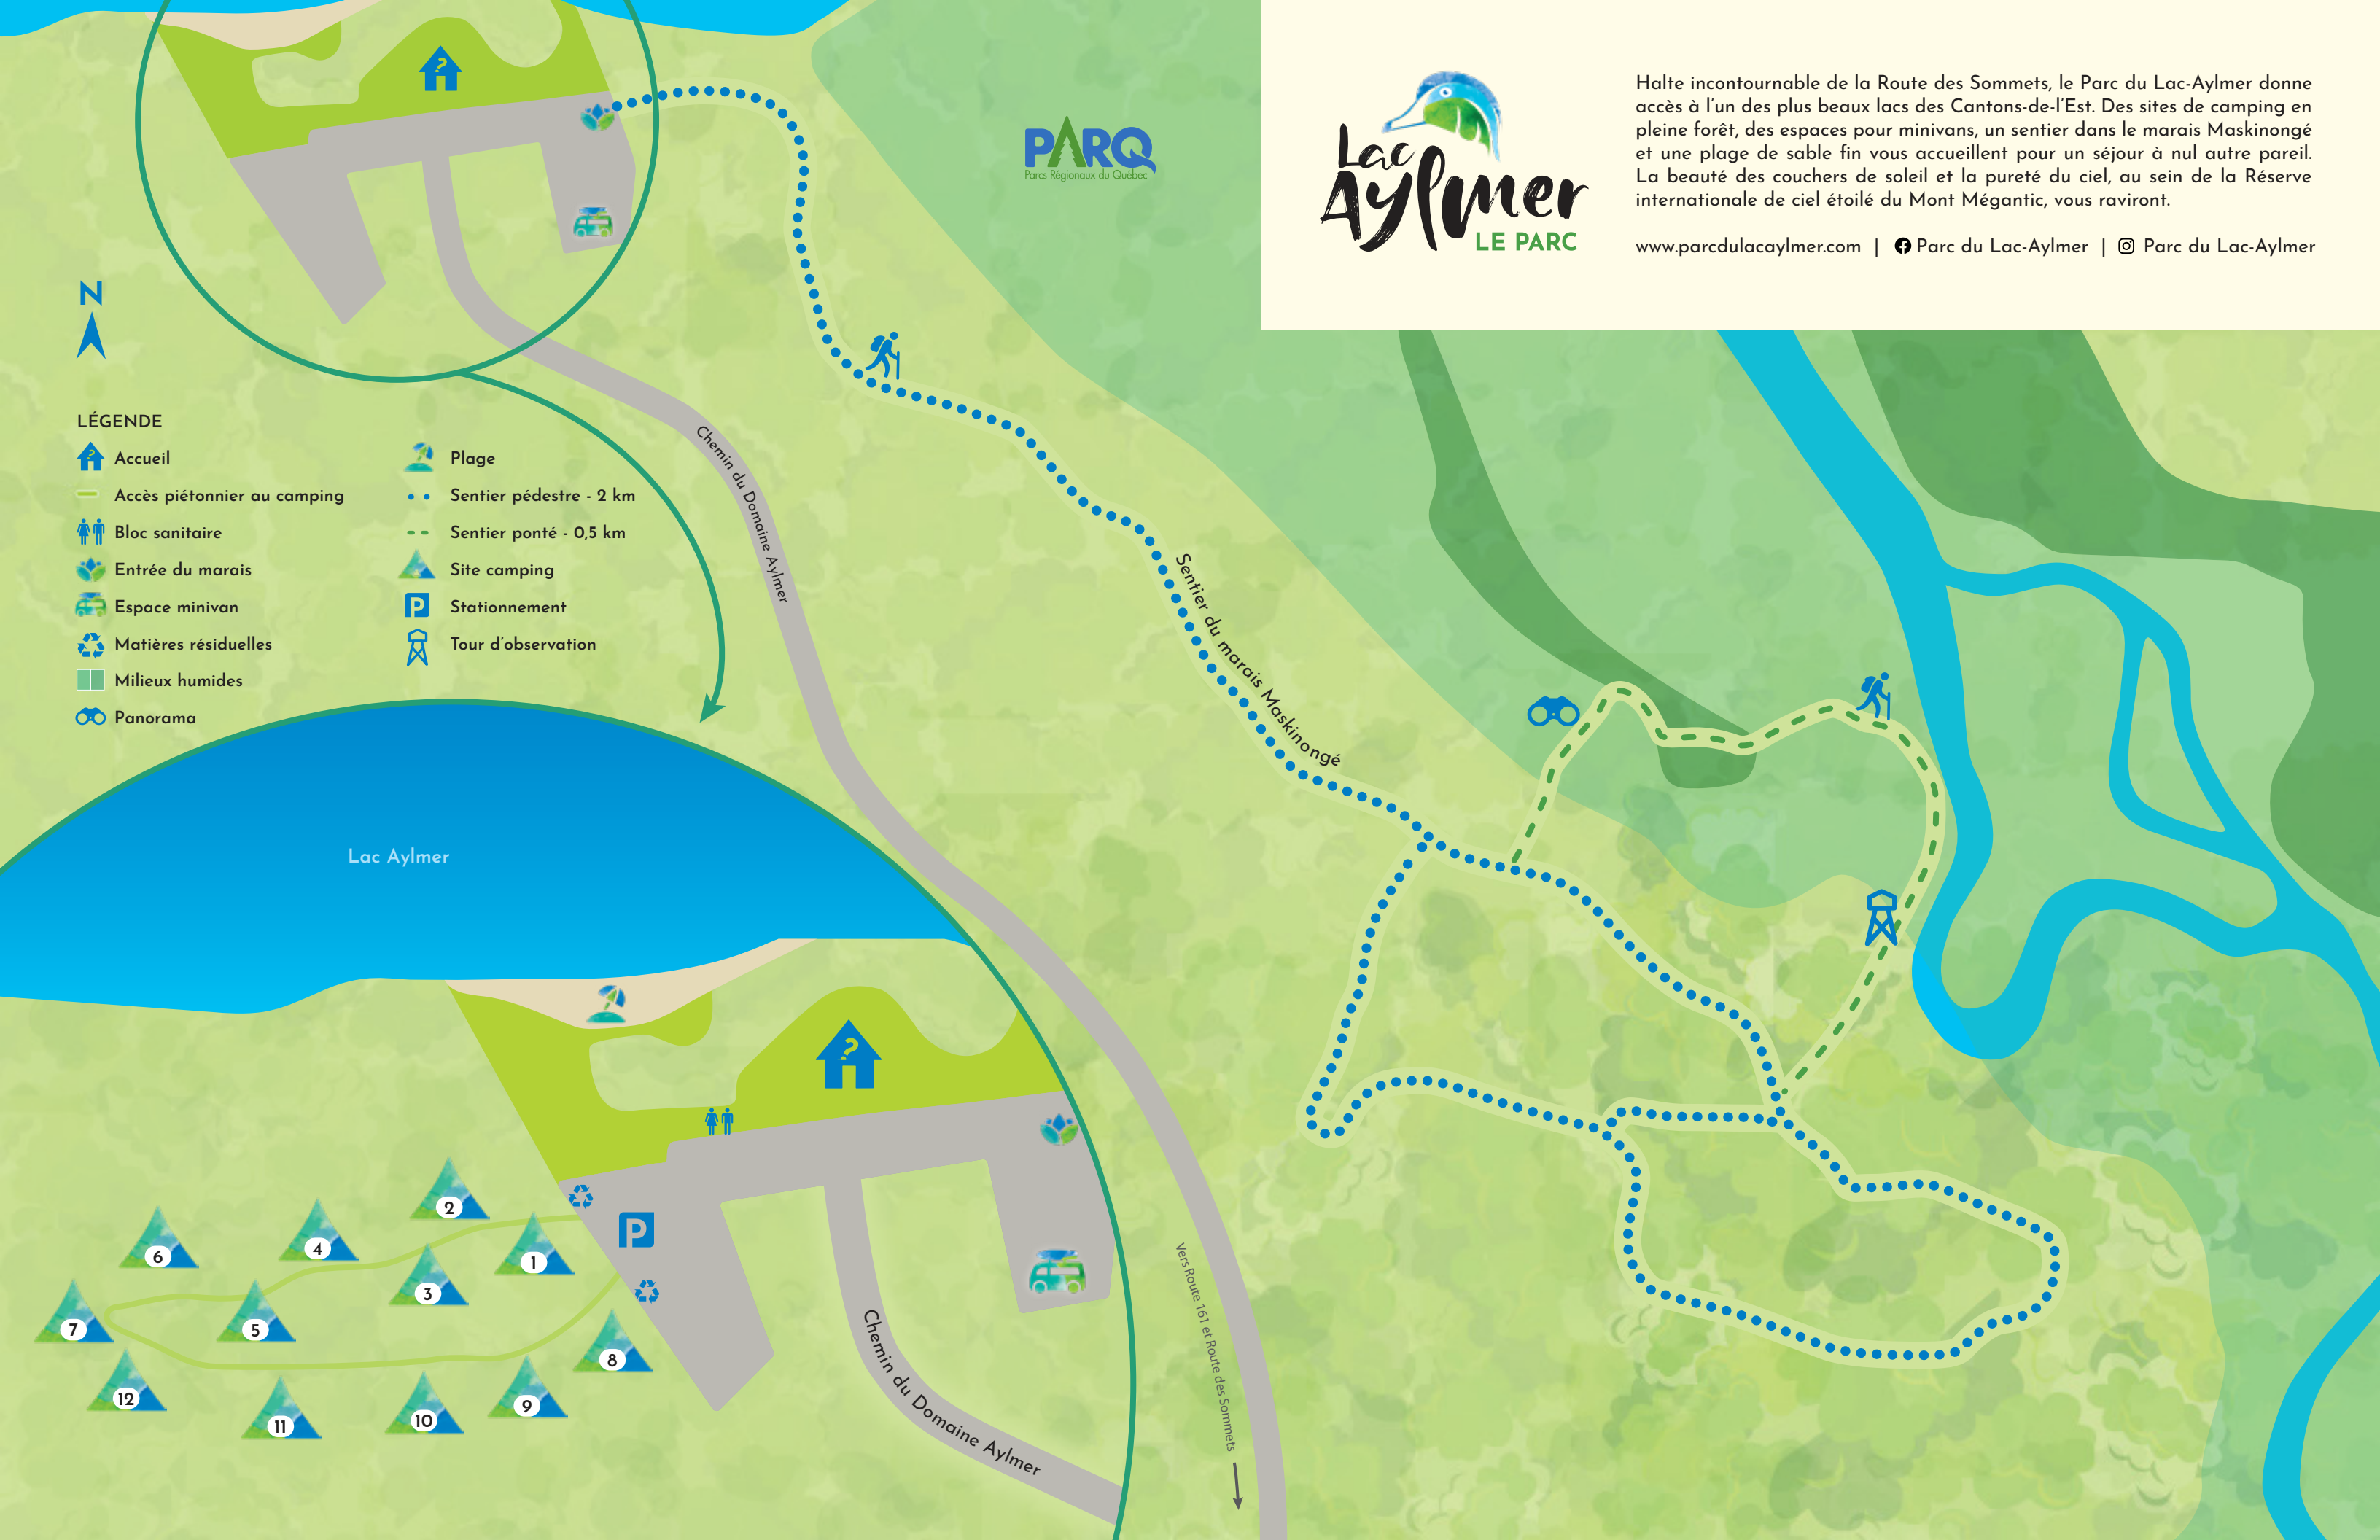 PARQ
Parcs Régionaux du Québec
Lac
Aylmer
LE PARC
Halte incontournable de la Route des Sommets, le Parc du Lac-Aylmer donne
accès à l'un des plus beaux lacs des Cantons-de-l'Est. Des sites de camping en
pleine forêt, des espaces pour minivans, un sentier dans le marais Maskinongé
et une plage de sable fin vous accueillent pour un séjour à nul autre pareil.
La beauté des couchers de soleil et la pureté du ciel, au sein de la Réserve
internationale de ciel étoilé du Mont Mégantic, vous raviront.
www.parcdulacaylmer.com | Parc du Lac-Aylmer | Parc du Lac-Aylmer
?
N
LÉGENDE
? Accueil
Accès piétonnier au camping
Bloc sanitaire
Entrée du marais
Espace minivan
Matières résiduelles
Milieux humides
Panorama
Plage
Sentier pédestre - 2 km
Sentier ponté - 0,5 km
Site camping
P Stationnement
Tour d'observation
Chemin du Domaine Aylmer
Sentier du marais Maskinongé
Lac Aylmer
?
P
2
6
4
1
3
7
5
8
12
11
10
9
Chemin du Domaine Aylmer
Vers Route 161 et Route des Sommets